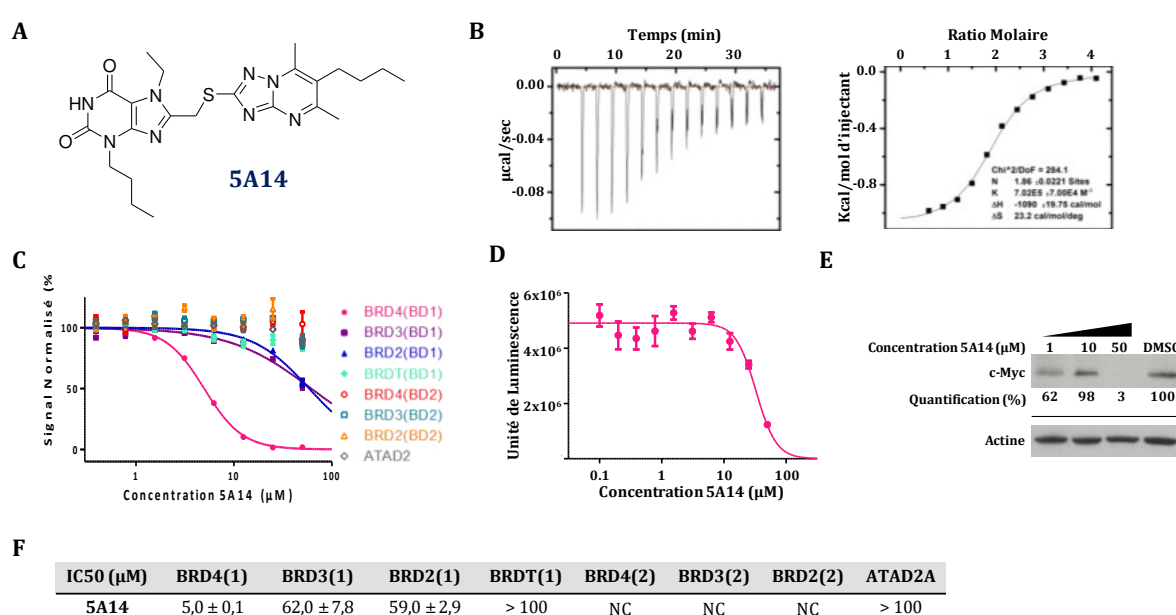 A
O
N
N
S
N
N
HN
O
N
N
N
N
N
5A14
B
Temps (min)
0 10 20 30
0.00
-0.04
-0.08
µcal/sec
Ratio Molaire
0 1 2 3 4
0.0
-0.4
-0.8
Kcal/mol d'injectant
Chi^2/DoF = 284.1
N 1.86 ±0.0221 Sites
K 7.02E5 ±7.00E4 M⁻¹
ΔH -1090 ±19.75 cal/mol
ΔS 23.2 cal/mol/deg
C
Signal Normalisé (%
100
50
0
1 10 100
Concentration 5A14 (µM)
BRD4(BD1)
BRD3(BD1)
BRD2(BD1)
BRDT(BD1)
BRD4(BD2)
BRD3(BD2)
BRD2(BD2)
ATAD2
D
Unité de Luminescence
6x10⁶
4x10⁶
2x10⁶
0
0.1 1 10 100
Concentration 5A14 (µM)
E
Concentration 5A14 (µM) 1 10 50 DMSO
c-Myc
Quantification (%) 62 98 3 100
Actine
F
IC50 (µM) BRD4(1) BRD3(1) BRD2(1) BRDT(1) BRD4(2) BRD3(2) BRD2(2) ATAD2A
5A14 5,0 ± 0,1 62,0 ± 7,8 59,0 ± 2,9 > 100 NC NC NC > 100